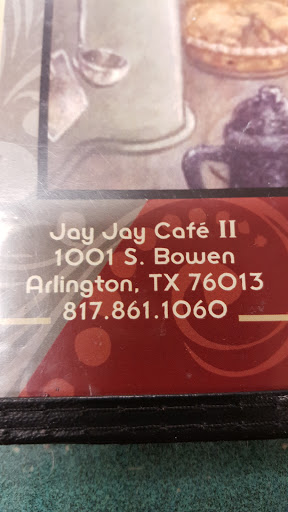 Jay Jay Café II
1001 S. Bowen
Arlington, TX 76013
817.861.1060